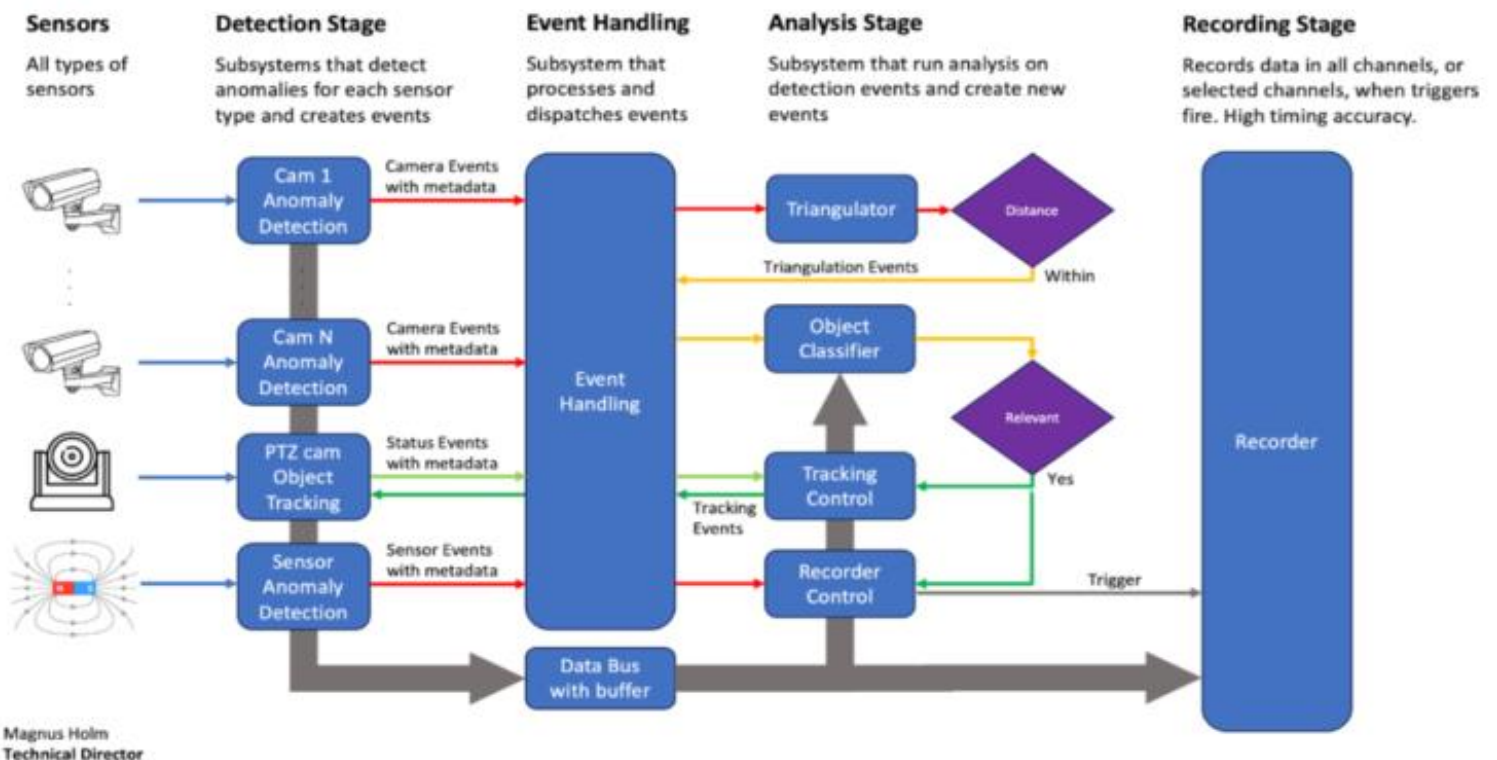 Sensors
All types of
sensors
Detection Stage
Subsystems that detect
anomalies for each sensor
type and creates events
Event Handling
Subsystem that
processes and
dispatches events
Analysis Stage
Subsystem that run analysis on
detection events and create new
events
Recording Stage
Records data in all channels, or
selected channels, when triggers
fire. High timing accuracy.
Cam 1
Anomaly
Detection
Camera Events
with metadata
Triangulator
Distance
Triangulation Events
Within
Cam N
Anomaly
Detection
Camera Events
with metadata
Event
Handling
Object
Classifier
Relevant
Yes
Recorder
PTZ cam
Object
Tracking
Status Events
with metadata
Tracking
Events
Tracking
Control
Sensor
Anomaly
Detection
Sensor Events
with metadata
Recorder
Control
Trigger
Data Bus
with buffer
Magnus Holm
Technical Director